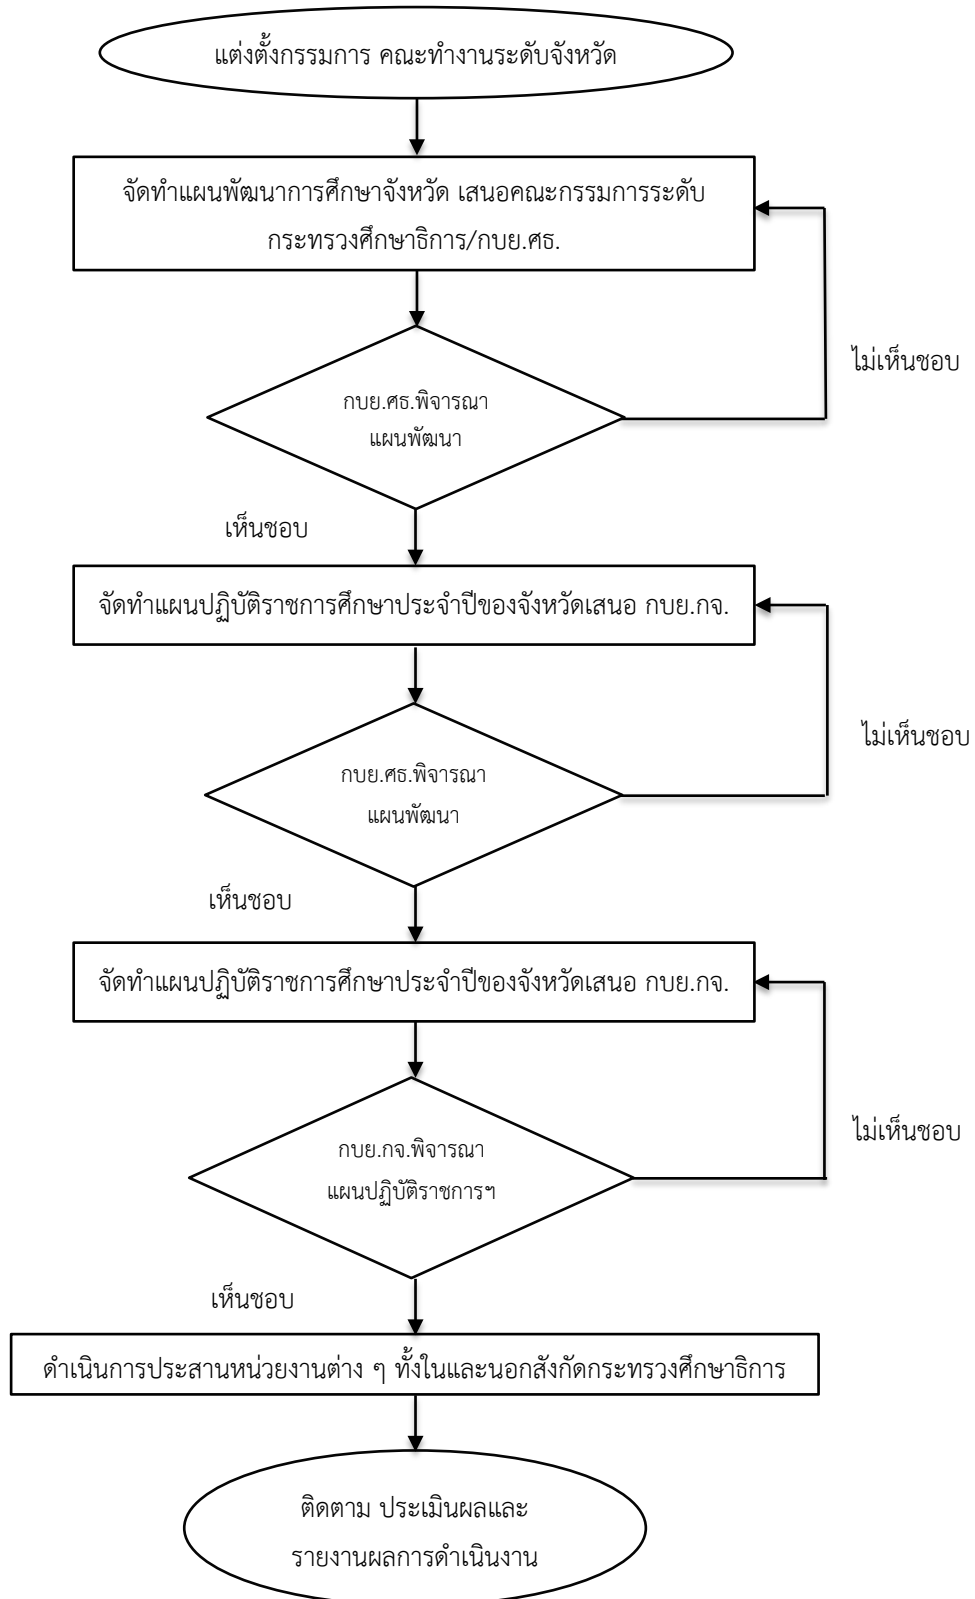 แต่งตั้งกรรมการ คณะทำงานระดับจังหวัด
จัดทำแผนพัฒนาการศึกษาจังหวัด เสนอคณะกรรมการระดับ
กระทรวงศึกษาธิการ/กบย.ศธ.
ไม่เห็นชอบ
กบย.ศธ.พิจารณา
แผนพัฒนา
เห็นชอบ
จัดทำแผนปฏิบัติราชการศึกษาประจำปีของจังหวัดเสนอ กบย.กจ.
ไม่เห็นชอบ
กบย.ศธ.พิจารณา
แผนพัฒนา
เห็นชอบ
จัดทำแผนปฏิบัติราชการศึกษาประจำปีของจังหวัดเสนอ กบย.กจ.
ไม่เห็นชอบ
กบย.กจ.พิจารณา
แผนปฏิบัติราชการฯ
เห็นชอบ
ดำเนินการประสานหน่วยงานต่าง ๆ ทั้งในและนอกสังกัดกระทรวงศึกษาธิการ
ติดตาม ประเมินผลและ
รายงานผลการดำเนินงาน